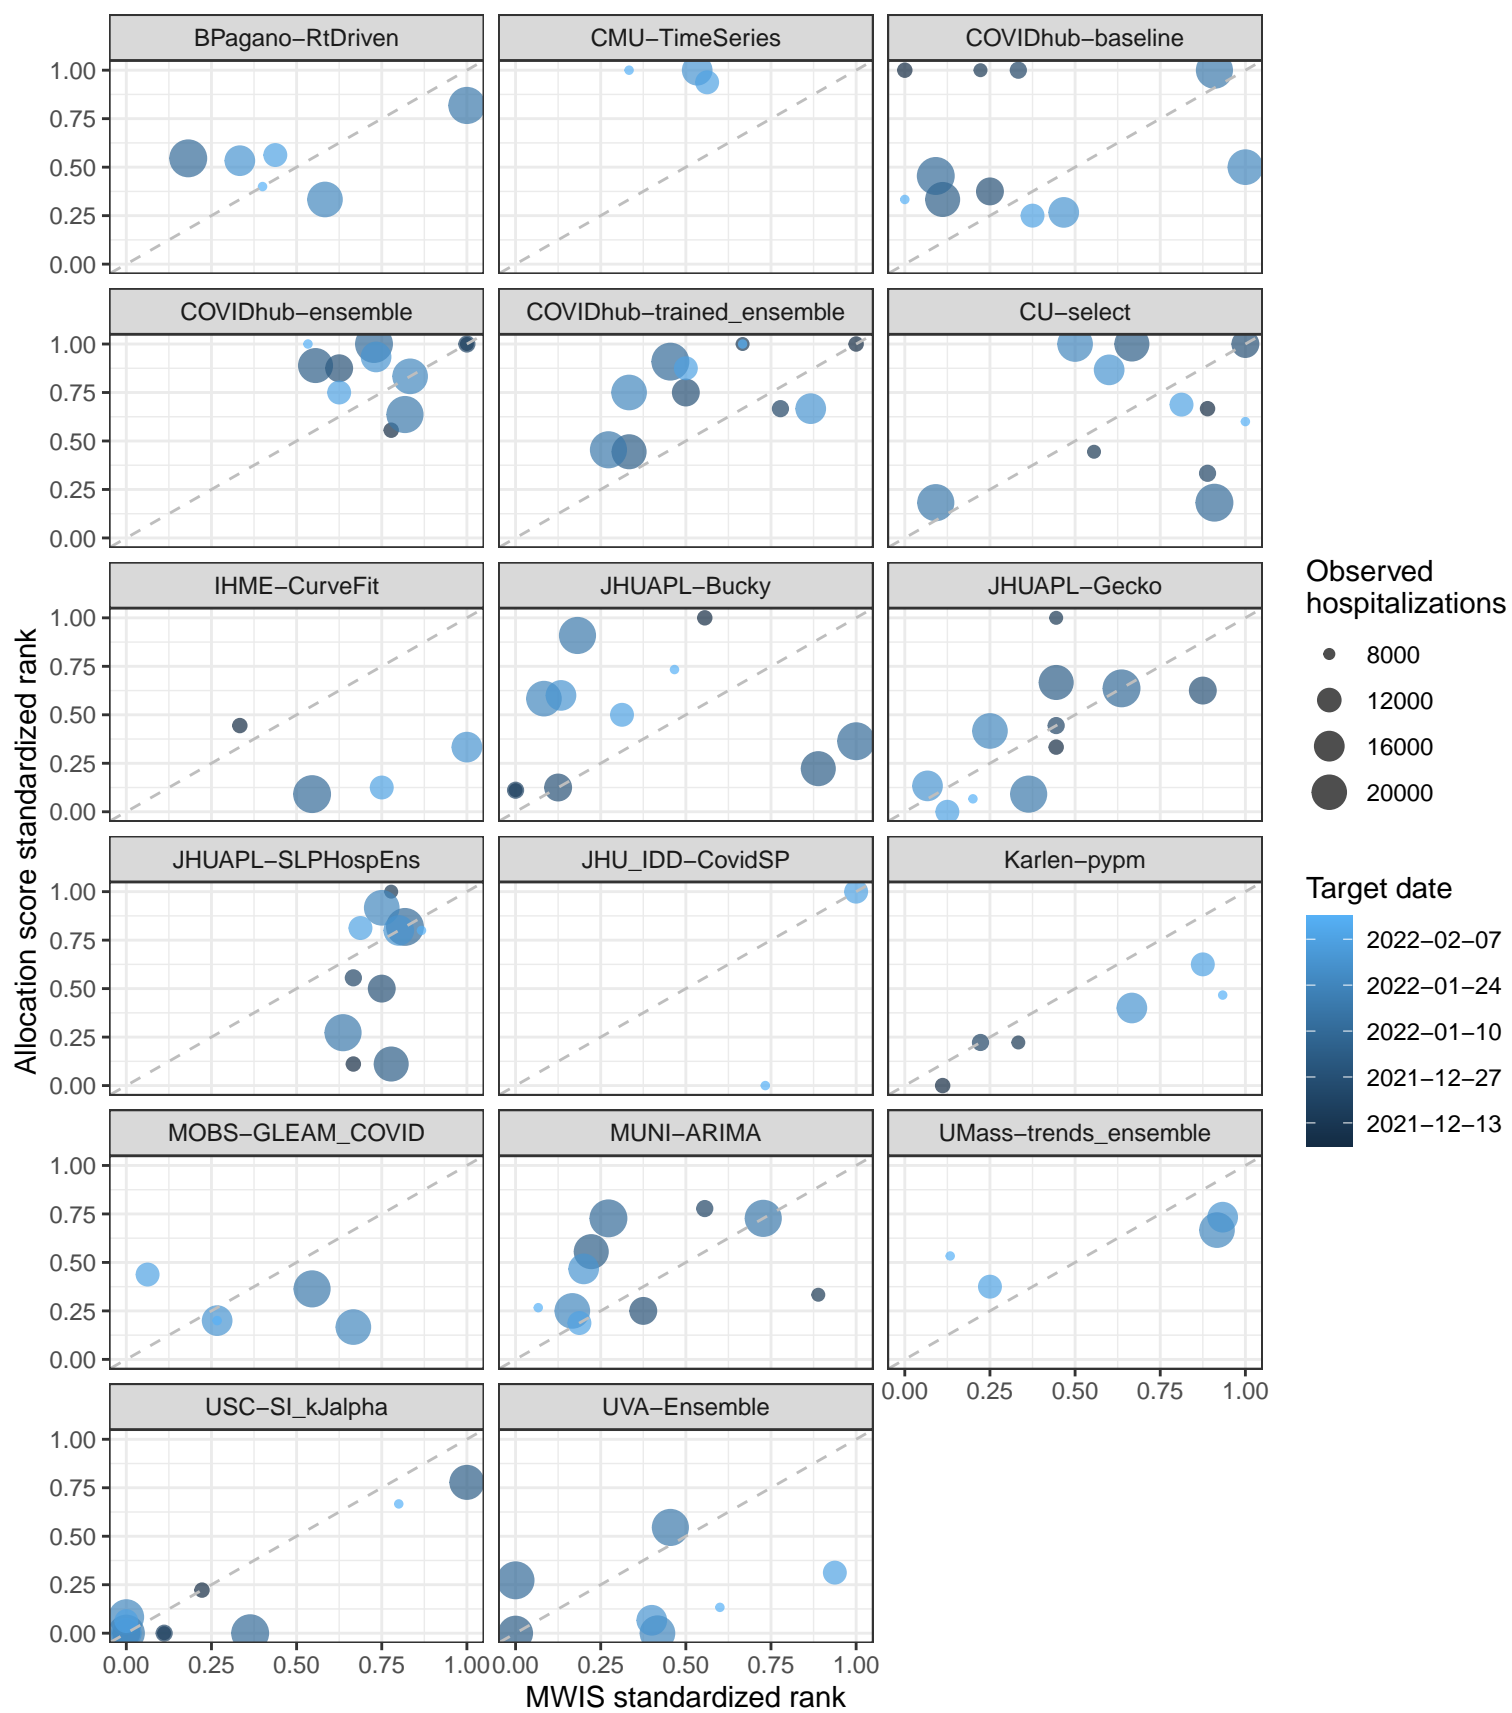 BPagano−RtDriven
CMU−TimeSeries
COVIDhub−baseline
1.00
0.75
0.50
0.25
0.00
COVIDhub−ensemble
COVIDhub−trained_ensemble
CU−select
1.00
0.75
0.50
0.25
0.00
IHME−CurveFit
JHUAPL−Bucky
JHUAPL−Gecko
1.00
0.75
0.50
0.25
0.00
JHUAPL−SLPHospEns
JHU_IDD−CovidSP
Karlen−pypm
1.00
0.75
0.50
0.25
0.00
MOBS−GLEAM_COVID
MUNI−ARIMA
UMass−trends_ensemble
1.00
0.75
0.50
0.25
0.00
0.00 0.25 0.50 0.75 1.00
USC−SI_kJalpha
UVA−Ensemble
1.00
0.75
0.50
0.25
0.00
0.00 0.25 0.50 0.75 1.00
0.00 0.25 0.50 0.75 1.00
MWIS standardized rank
Allocation score standardized rank
Observed
hospitalizations
8000
12000
16000
20000
Target date
2022−02−07
2022−01−24
2022−01−10
2021−12−27
2021−12−13